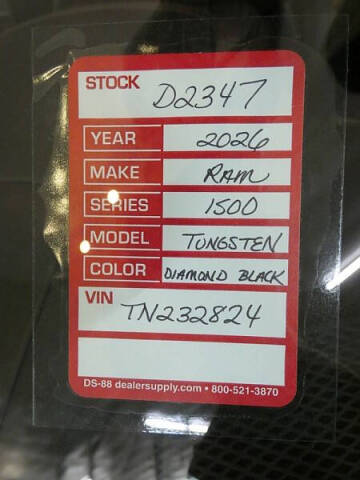 STOCK
D2347
YEAR 2026
MAKE RAM
SERIES 1500
MODEL TUNGSTEN
COLOR DIAMOND BLACK
VIN
TN232824
DS-88 dealersupply.com • 800-521-3870